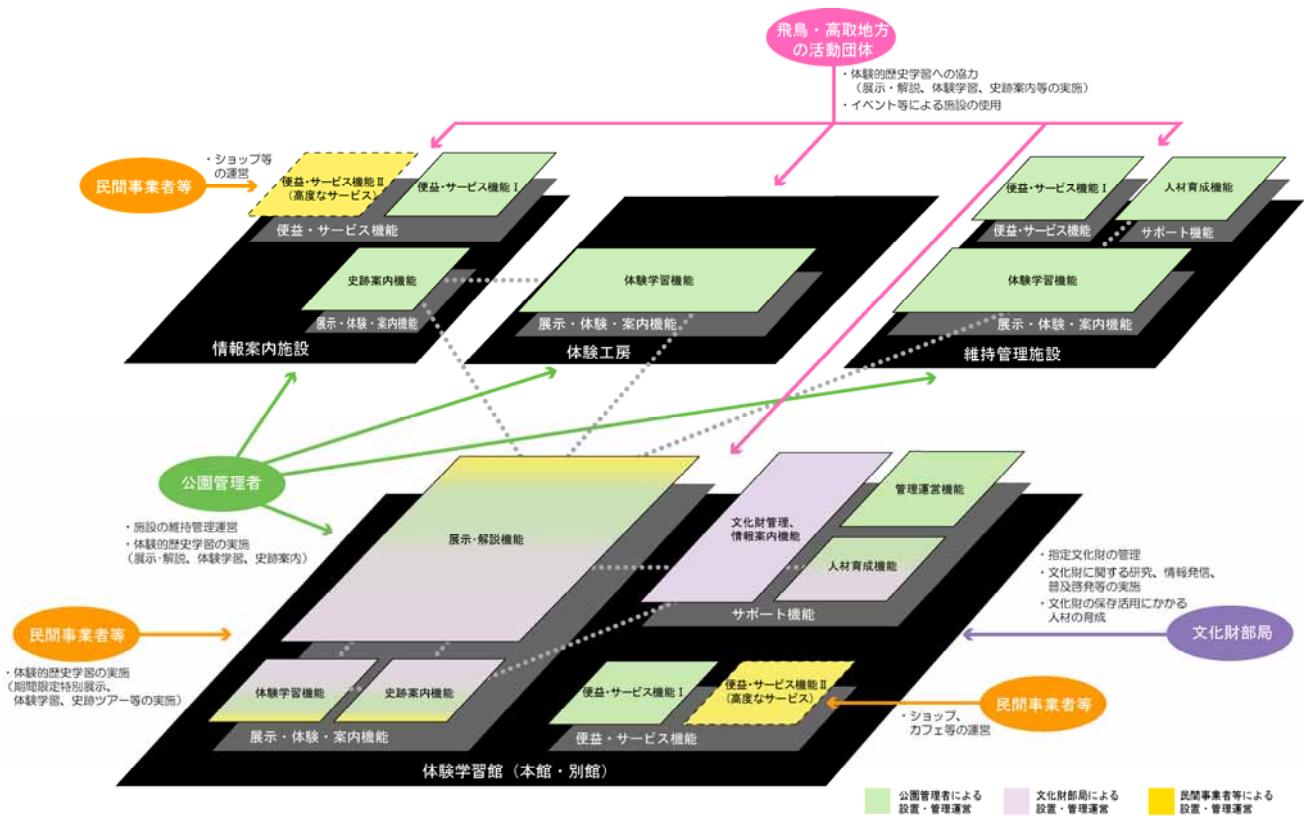 飛鳥・高取地方
の活動団体
・体験的歴史学習への協力
（展示・解説、体験学習、史跡案内等の実施）
・イベント等による施設の使用
民間事業者等
・ショップ等
の運営
便益・サービス機能Ⅱ
（高度なサービス）
便益・サービス機能Ⅰ
便益・サービス機能
史跡案内機能
展示・体験・案内機能
情報案内施設
体験学習機能
展示・体験・案内機能
体験工房
便益・サービス機能Ⅰ
便益・サービス機能
人材育成機能
サポート機能
体験学習機能
展示・体験・案内機能
維持管理施設
公園管理者
・施設の維持管理運営
・体験的歴史学習の実施
（展示・解説、体験学習、史跡案内）
展示・解説機能
文化財管理、
情報案内機能
管理運営機能
人材育成機能
サポート機能
・指定文化財の管理
・文化財に関する研究、情報発信、
普及啓発等の実施
・文化財の保存活用にかかる
人材の育成
文化財部局
民間事業者等
・体験的歴史学習の実施
（期間限定特別展示、
体験学習、史跡ツアー等の実施）
体験学習機能
史跡案内機能
展示・体験・案内機能
便益・サービス機能Ⅰ
便益・サービス機能Ⅱ
（高度なサービス）
便益・サービス機能
民間事業者等
・ショップ、
カフェ等の運営
体験学習館（本館・別館）
公園管理者による
設置・管理運営
文化財部局による
設置・管理運営
民間事業者等による
設置・管理運営